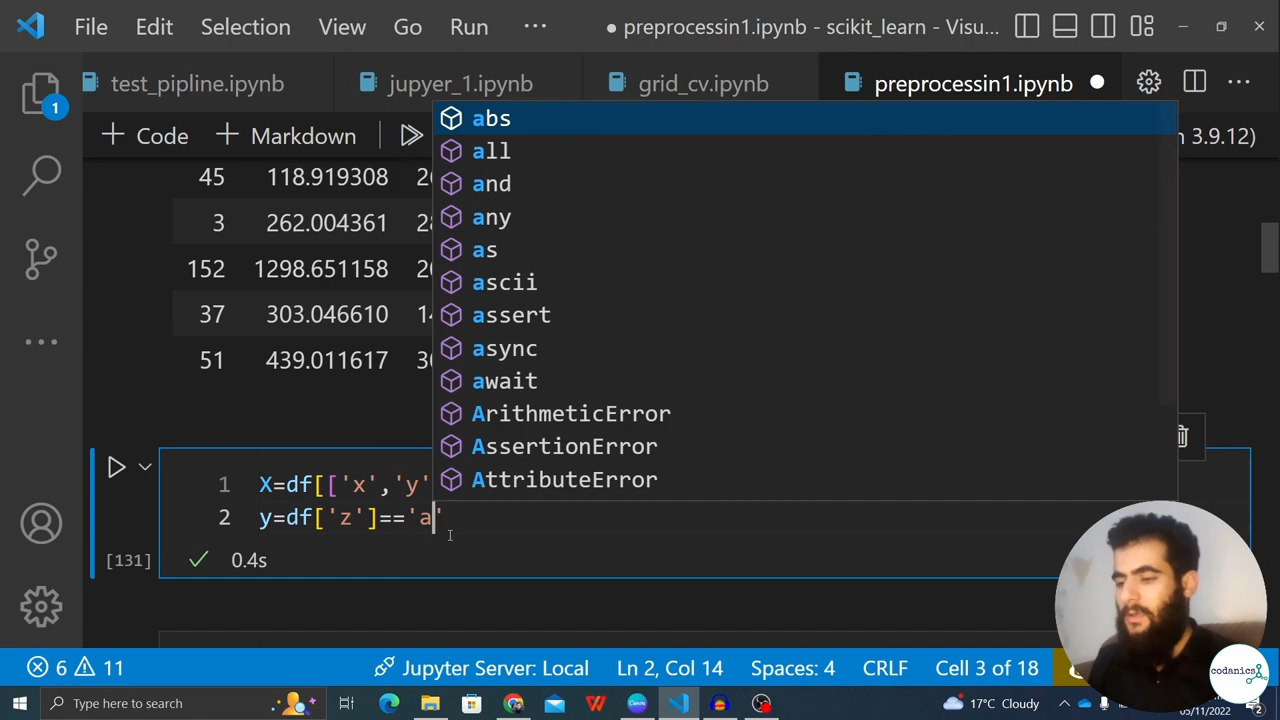 File Edit Selection View Go Run ··· ● preprocessin1.ipynb - scikit_learn - Visu...
test_pipline.ipynb jupyer_1.ipynb grid_cv.ipynb preprocessin1.ipynb
1
+ Code + Markdown
n 3.9.12)
abs
all
and
any
as
ascii
assert
async
await
ArithmeticError
AssertionError
AttributeError
45 118.919308
3 262.004361
152 1298.651158
37 303.046610
51 439.011617
1 X=df[['x','y'
2 y=df['z']=='a'
[131] 0.4s
codanics
6 11 Jupyter Server: Local Ln 2, Col 14 Spaces: 4 CRLF Cell 3 of 18
Type here to search 17°C Cloudy
05/11/2022